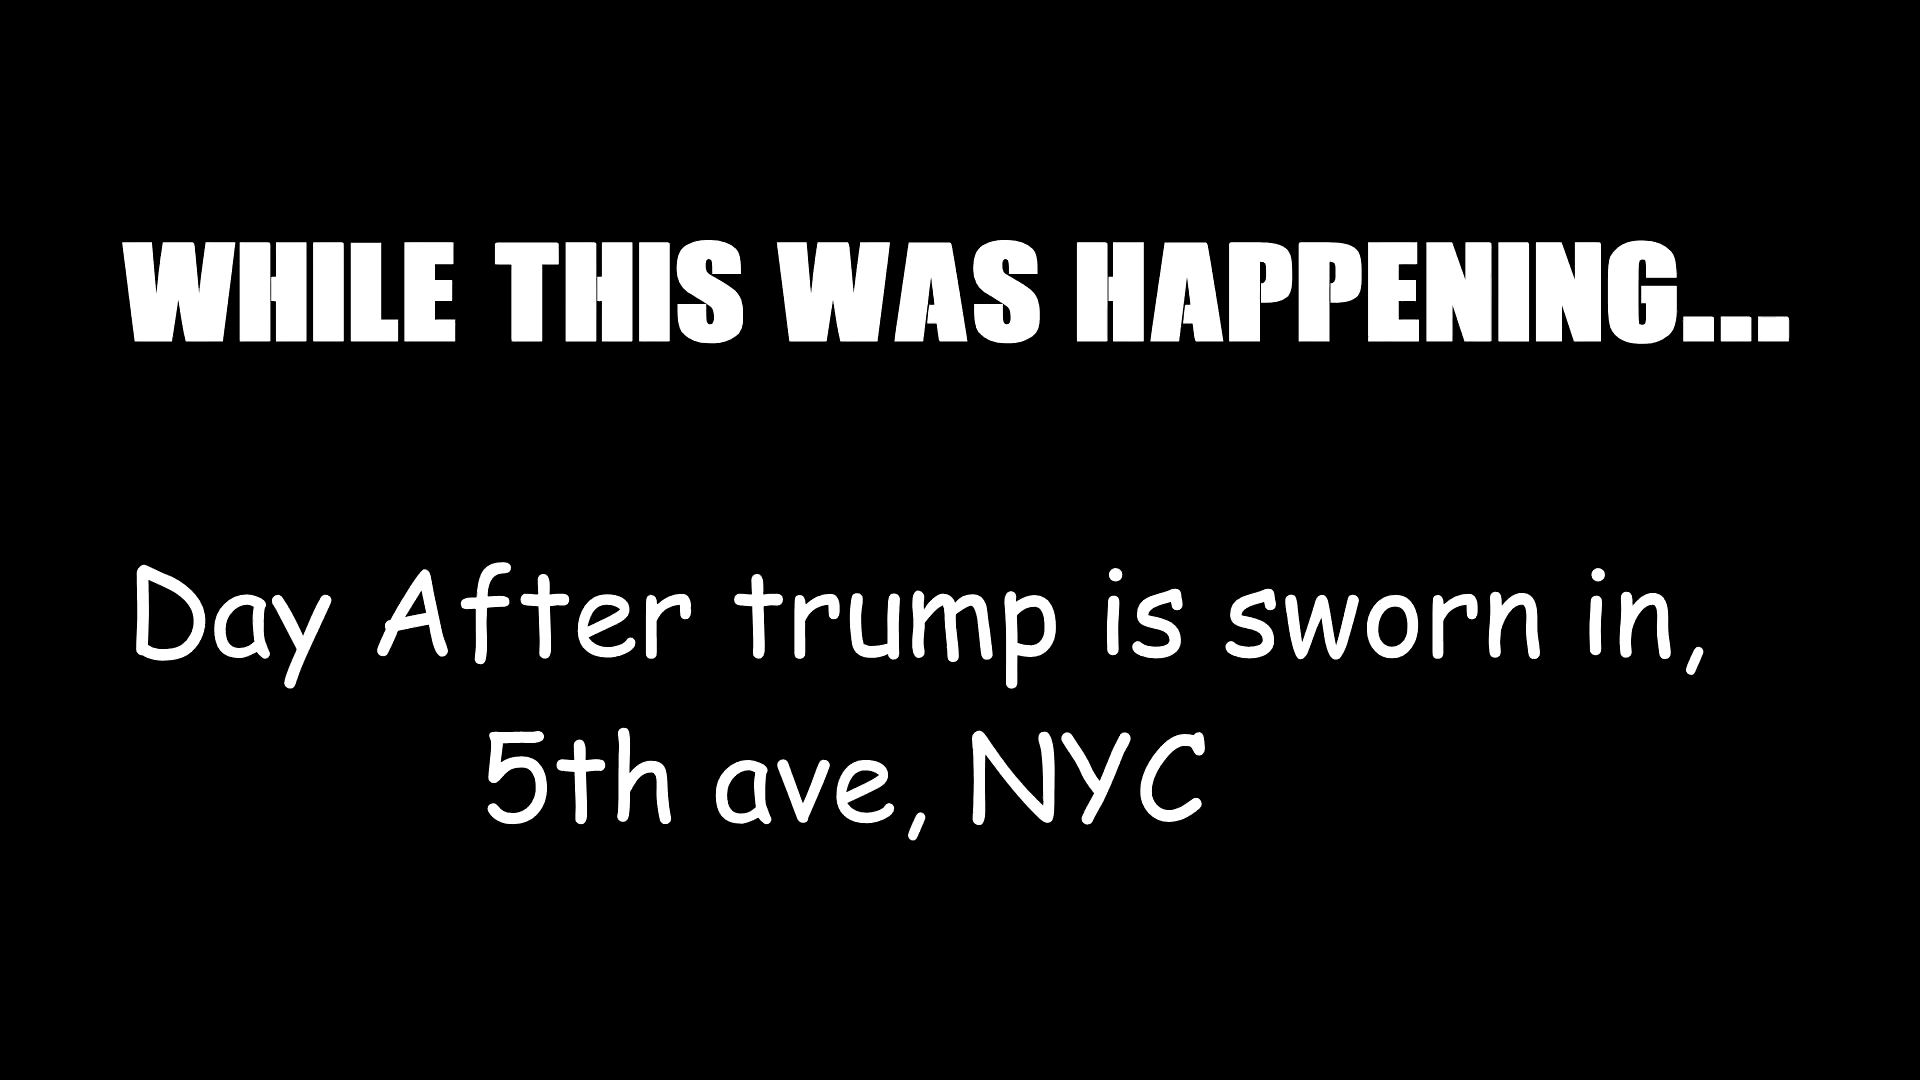 WHILE THIS WAS HAPPENING...
Day After trump is sworn in,
5th ave, NYC